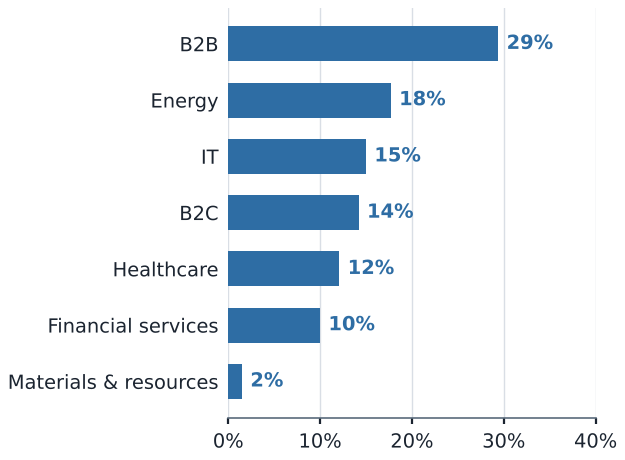 B2B 29%
Energy 18%
IT 15%
B2C 14%
Healthcare 12%
Financial services 10%
Materials & resources 2%
0% 10% 20% 30% 40%